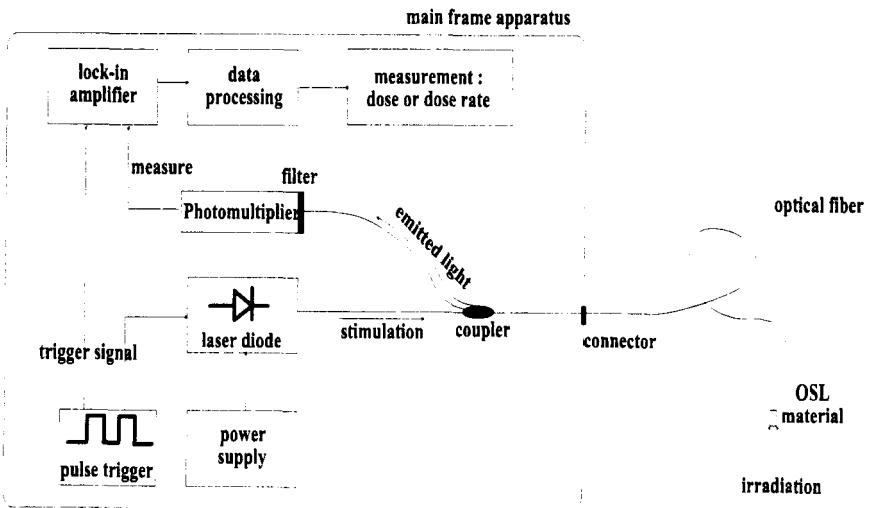 main frame apparatus
lock-in
amplifier
data
processing
measurement :
dose or dose rate
measure
filter
Photomultiplier
emitted light
optical fiber
laser diode
stimulation
coupler
connector
trigger signal
OSL
material
pulse trigger
power
supply
irradiation